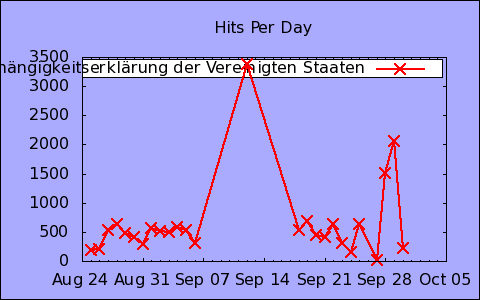 Hits Per Day
3500
hängigkeitserklärung der Vereinigten Staaten
3000
2500
2000
1500
1000
500
0
Aug 24 Aug 31 Sep 07 Sep 14 Sep 21 Sep 28 Oct 05